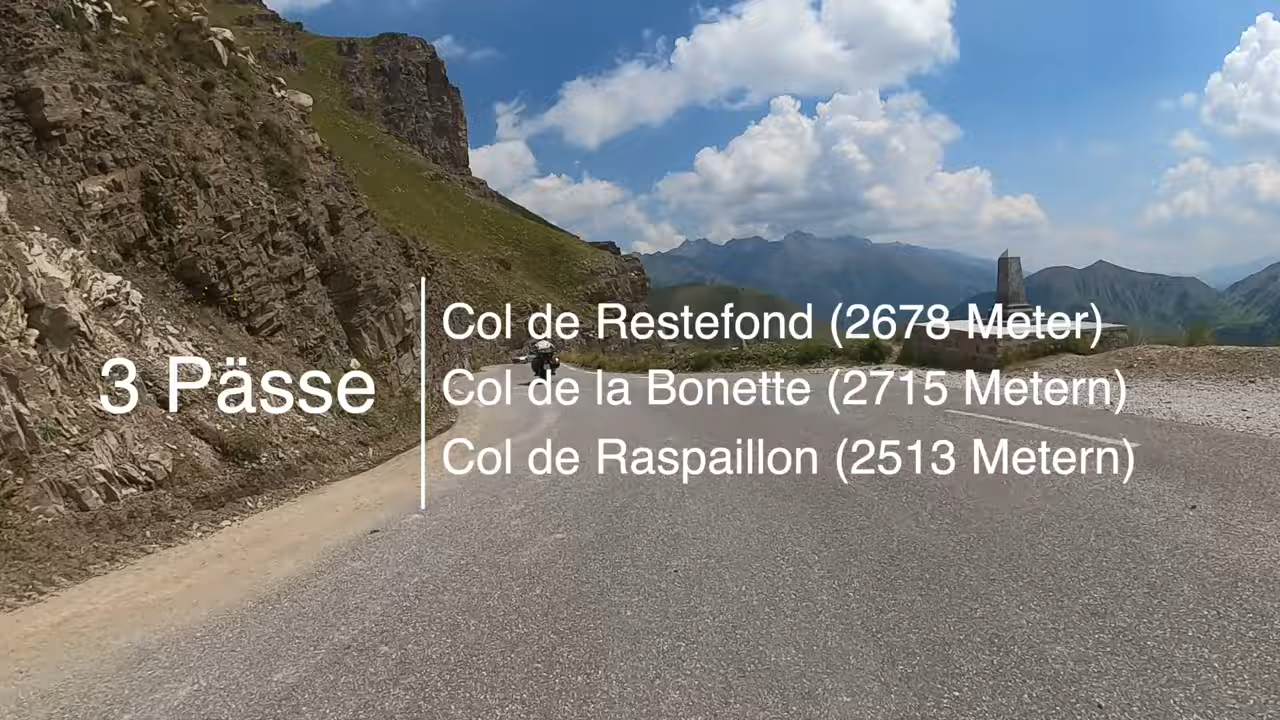 3 Pässe
Col de Restefond (2678 Meter)
Col de la Bonette (2715 Metern)
Col de Raspaillon (2513 Metern)